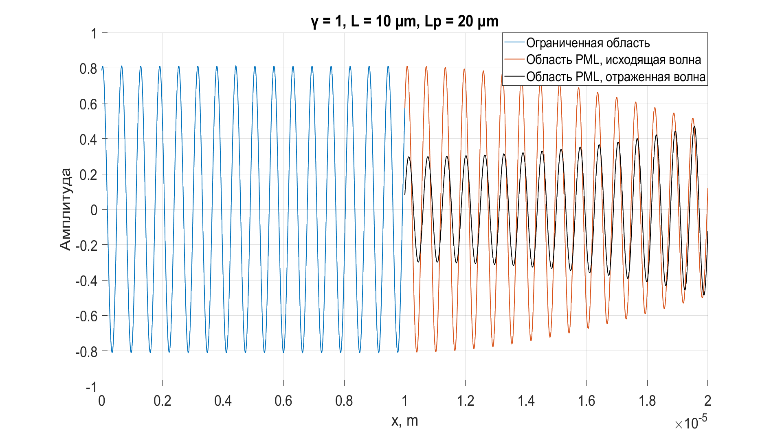 γ = 1, L = 10 µm, Lp = 20 µm
Ограниченная область
Область PML, исходящая волна
Область PML, отраженная волна
Амплитуда
1
0.8
0.6
0.4
0.2
0
-0.2
-0.4
-0.6
-0.8
-1
0 0.2 0.4 0.6 0.8 1 1.2 1.4 1.6 1.8 2
x, m
×10⁻⁵